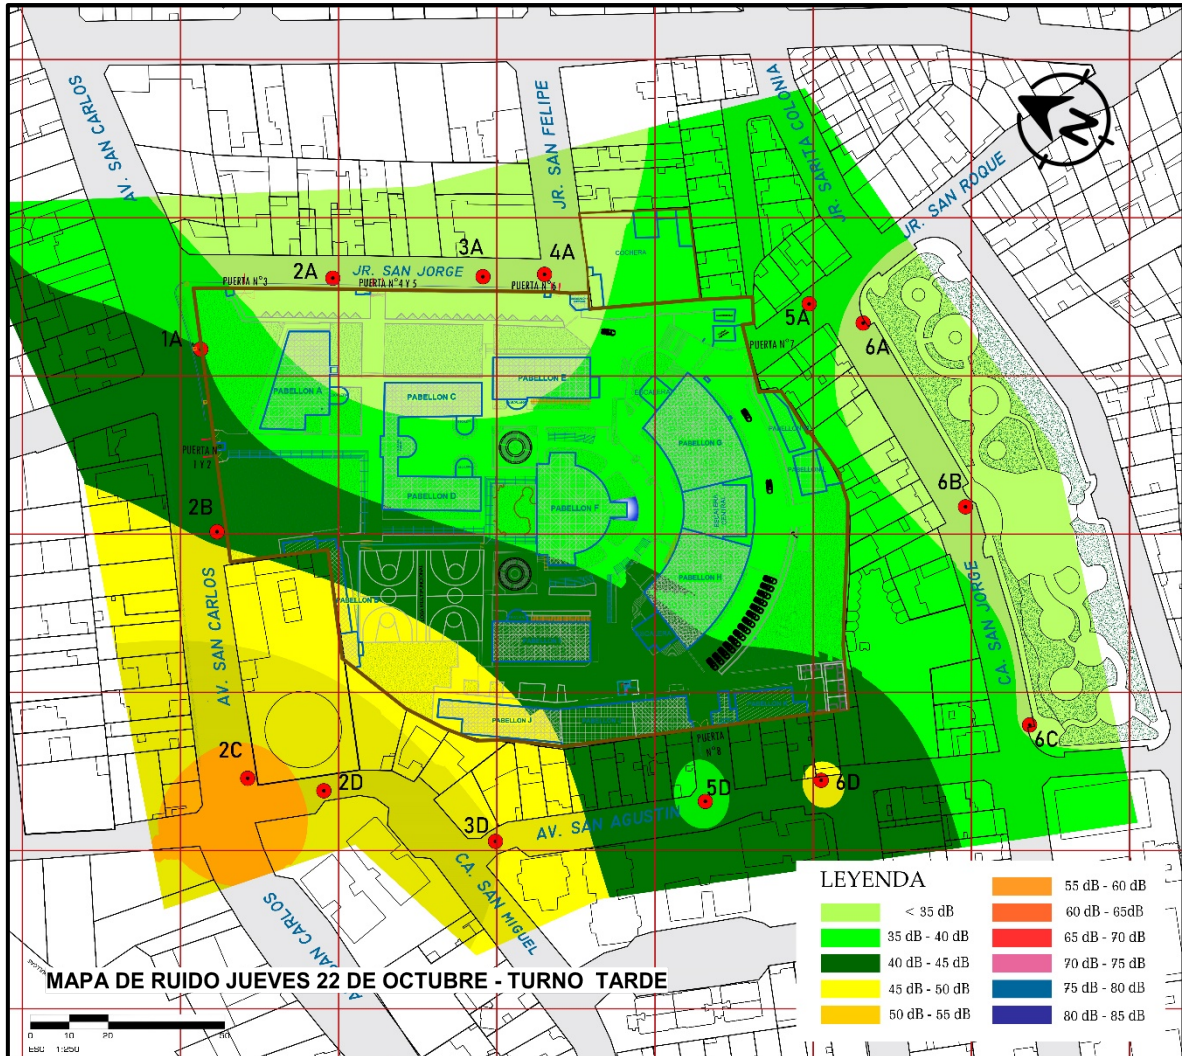 AV. SAN CARLOS
JR. SAN FELIPE
JR. SARITA COLONIA
JR. SAN ROQUE
N
COCHERA
2A
JR. SAN JORGE
3A
4A
PUERTA N°3
PUERTA N°4 Y 5
PUERTA N°6
5A
6A
1A
PUERTA N°7
PABELLON A
PABELLON C
PABELLON E
ESCALERA
PABELLON G
PUERTA N°
1 Y 2
PABELLON D
PABELLON F
ESCALERA
CENTRAL
PABELLON L
2B
6B
PABELLON H
PABELLON B
CA. SAN JORGE
AV. SAN CARLOS
PABELLON J
PUERTA
N°8
6C
2C
2D
5D
6D
3D
AV. SAN AGUSTIN
CA. SAN MIGUEL
SAN CARLOS
MAPA DE RUIDO JUEVES 22 DE OCTUBRE - TURNO TARDE
0 10 20 50
ESC 1:250
LEYENDA
< 35 dB
35 dB - 40 dB
40 dB - 45 dB
45 dB - 50 dB
50 dB - 55 dB
55 dB - 60 dB
60 dB - 65dB
65 dB - 70 dB
70 dB - 75 dB
75 dB - 80 dB
80 dB - 85 dB